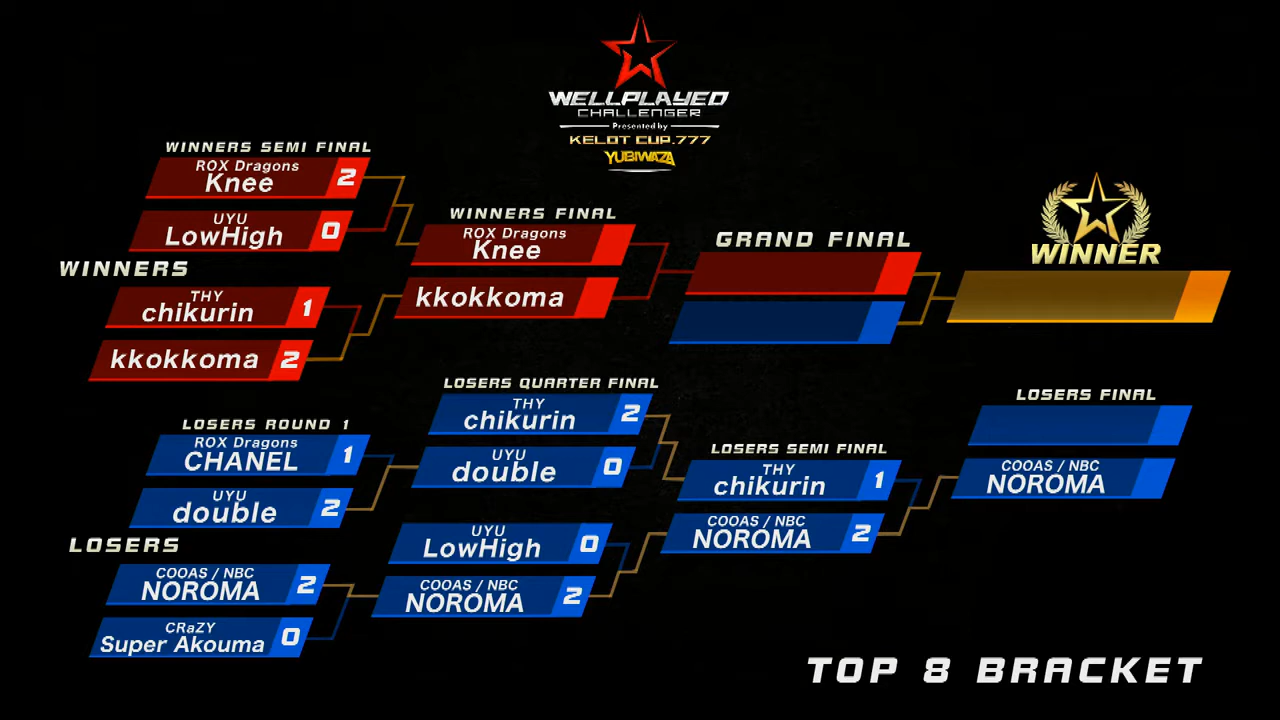 WELLPLAYED
CHALLENGER
Presented by
KELOT CUP.777
YUBIWAZA
WINNERS SEMI FINAL
ROX Dragons
Knee
2
UYU
LowHigh
0
WINNERS
THY
chikurin
1
kkokkoma
2
WINNERS FINAL
ROX Dragons
Knee
kkokkoma
GRAND FINAL
WINNER
LOSERS ROUND 1
ROX Dragons
CHANEL
1
UYU
double
2
LOSERS
COOAS / NBC
NOROMA
2
CRaZY
Super Akouma
0
LOSERS QUARTER FINAL
THY
chikurin
2
UYU
double
0
UYU
LowHigh
0
COOAS / NBC
NOROMA
2
LOSERS SEMI FINAL
THY
chikurin
1
COOAS / NBC
NOROMA
2
LOSERS FINAL
COOAS / NBC
NOROMA
TOP 8 BRACKET